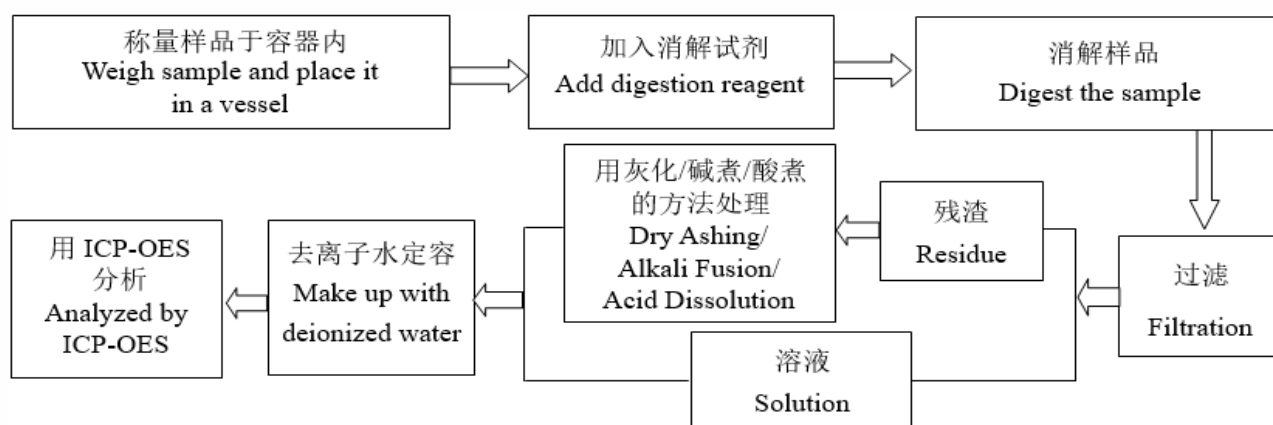 称量样品于容器内
Weigh sample and place it
in a vessel
加入消解试剂
Add digestion reagent
消解样品
Digest the sample
过滤
Filtration
残渣
Residue
用灰化/碱煮/酸煮
的方法处理
Dry Ashing/
Alkali Fusion/
Acid Dissolution
溶液
Solution
去离子水定容
Make up with
deionized water
用 ICP-OES
分析
Analyzed by
ICP-OES